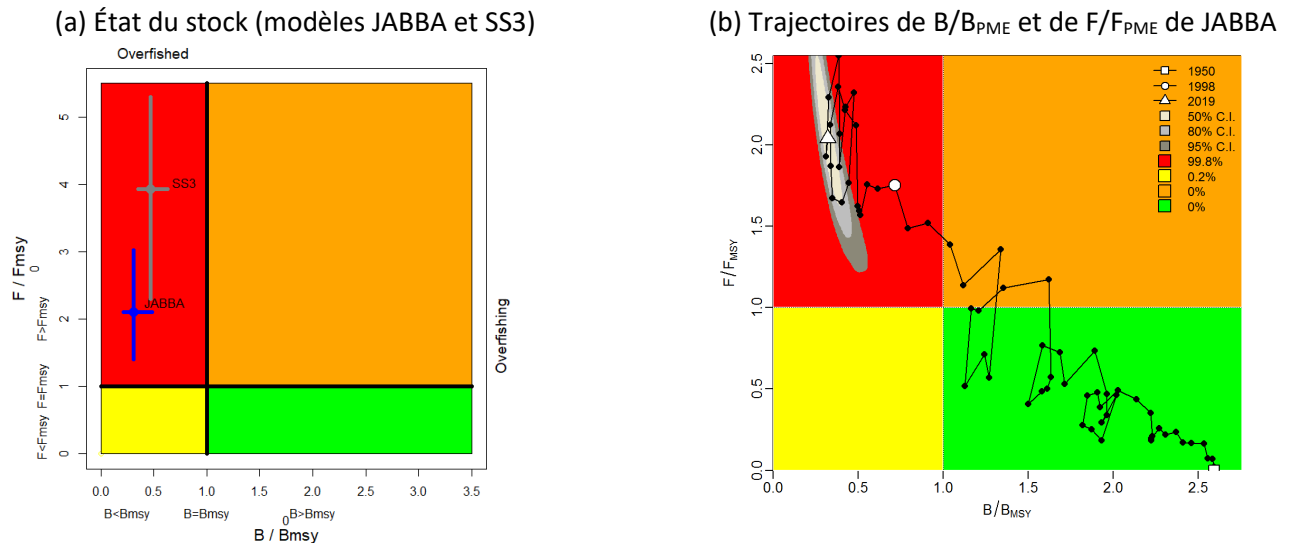 (a) État du stock (modèles JABBA et SS3)
Overfished
5
4
3
2
1
0
SS3
JABBA
F / Fmsy
0
F>Fmsy
F=Fmsy
F<Fmsy
Overfishing
0.0 0.5 1.0 1.5 2.0 2.5 3.0 3.5
B<Bmsy B=Bmsy 0 B>Bmsy
B / Bmsy
(b) Trajectoires de B/BPME et de F/FPME de JABBA
2.5
2.0
1.5
1.0
0.5
0.0
F/FMSY
1950
1998
2019
50% C.I.
80% C.I.
95% C.I.
99.8%
0.2%
0%
0%
0.0 0.5 1.0 1.5 2.0 2.5
B/BMSY